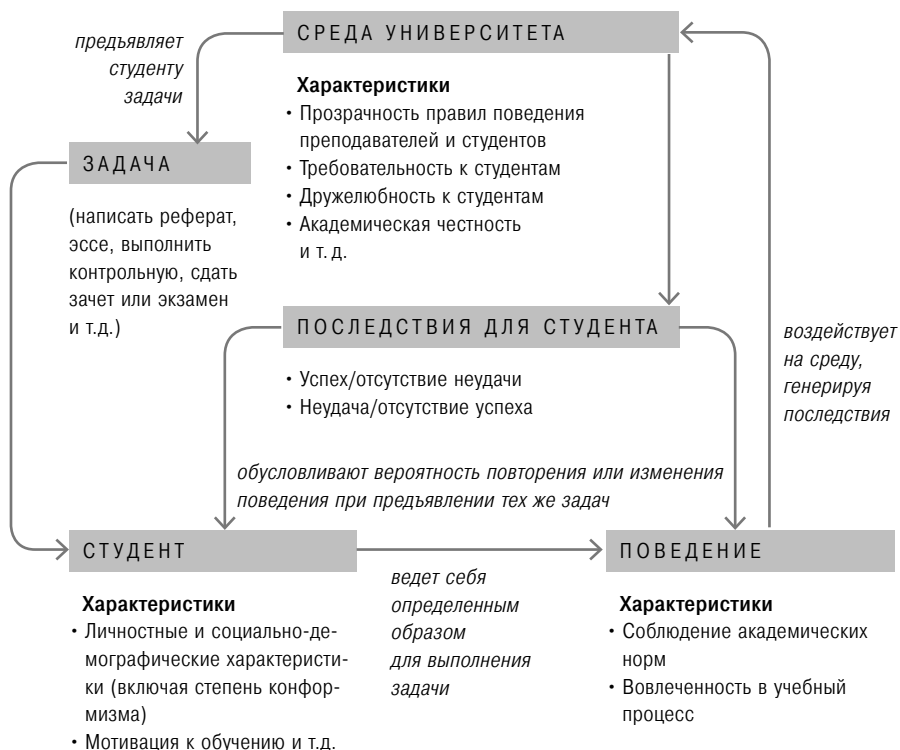 СРЕДА УНИВЕРСИТЕТА
предъявляет
студенту
задачи
Характеристики
• Прозрачность правил поведения
преподавателей и студентов
• Требовательность к студентам
• Дружелюбность к студентам
• Академическая честность
и т. д.
ЗАДАЧА
(написать реферат,
эссе, выполнить
контрольную, сдать
зачет или экзамен
и т.д.)
ПОСЛЕДСТВИЯ ДЛЯ СТУДЕНТА
• Успех/отсутствие неудачи
• Неудача/отсутствие успеха
воздействует
на среду,
генерируя
последствия
обусловливают вероятность повторения или изменения
поведения при предъявлении тех же задач
СТУДЕНТ
Характеристики
• Личностные и социально-де-
мографические характеристи-
ки (включая степень конфор-
мизма)
• Мотивация к обучению и т.д.
ведет себя
определенным
образом
для выполнения
задачи
ПОВЕДЕНИЕ
Характеристики
• Соблюдение академических
норм
• Вовлеченность в учебный
процесс